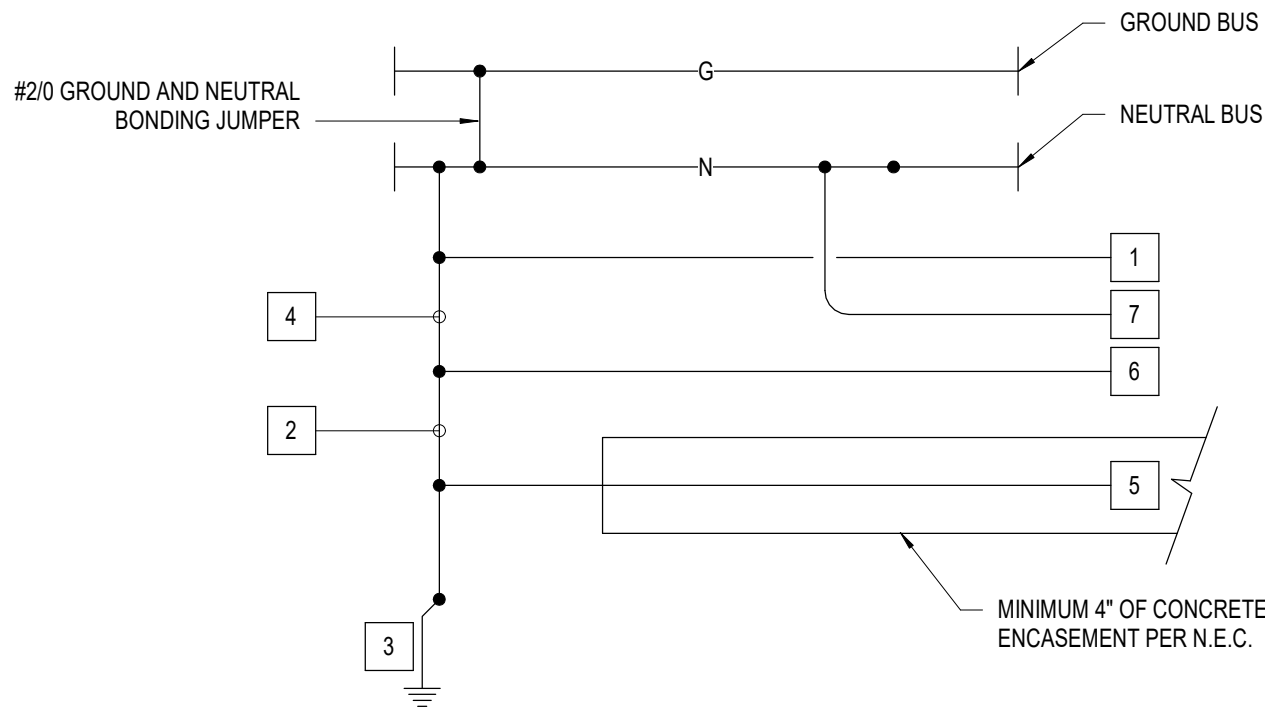 GROUND BUS
G
#2/0 GROUND AND NEUTRAL
BONDING JUMPER
NEUTRAL BUS
N
1
4
7
6
2
5
MINIMUM 4" OF CONCRETE
ENCASEMENT PER N.E.C.
3